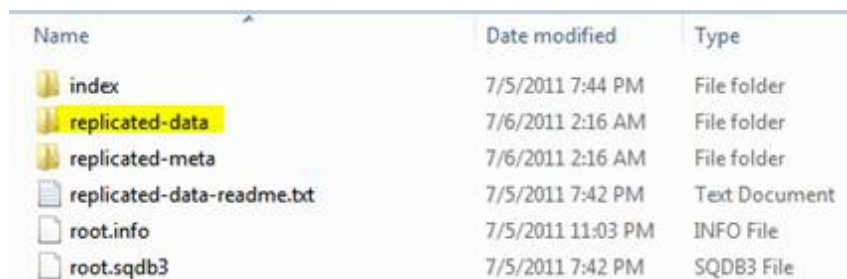 Name Date modified Type
index 7/5/2011 7:44 PM File folder
replicated-data 7/6/2011 2:16 AM File folder
replicated-meta 7/6/2011 2:16 AM File folder
replicated-data-readme.txt 7/5/2011 7:42 PM Text Document
root.info 7/5/2011 11:03 PM INFO File
root.sqdb3 7/5/2011 7:42 PM SQDB3 File